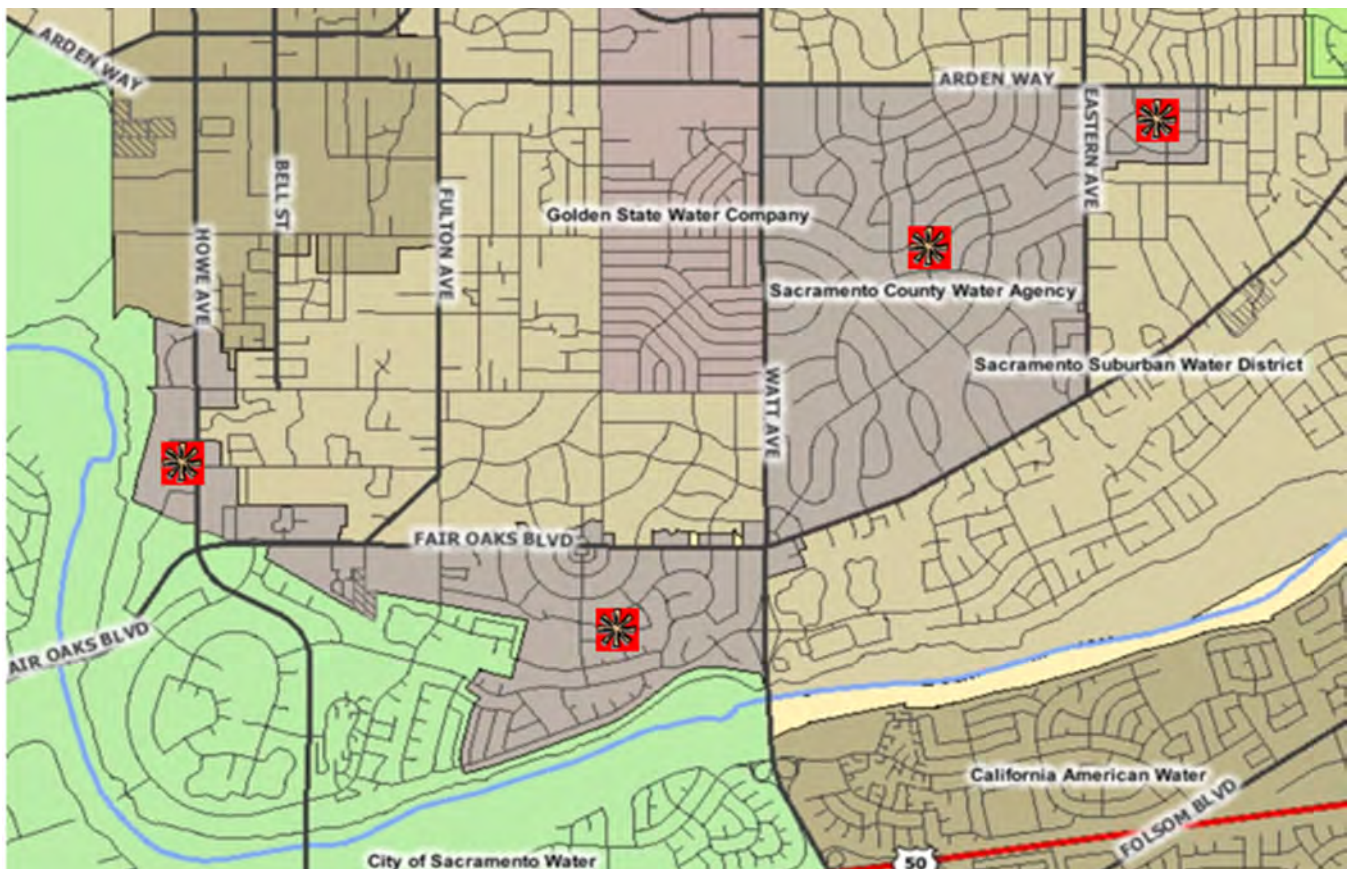 ARDEN WAY
ARDEN WAY
EASTERN AVE
BELL ST
FULTON AVE
Golden State Water Company
HOWE AVE
Sacramento County Water Agency
Sacramento Suburban Water District
WATT AVE
FAIR OAKS BLVD
AIR OAKS BLVD
California American Water
FOLSOM BLVD
City of Sacramento Water
50